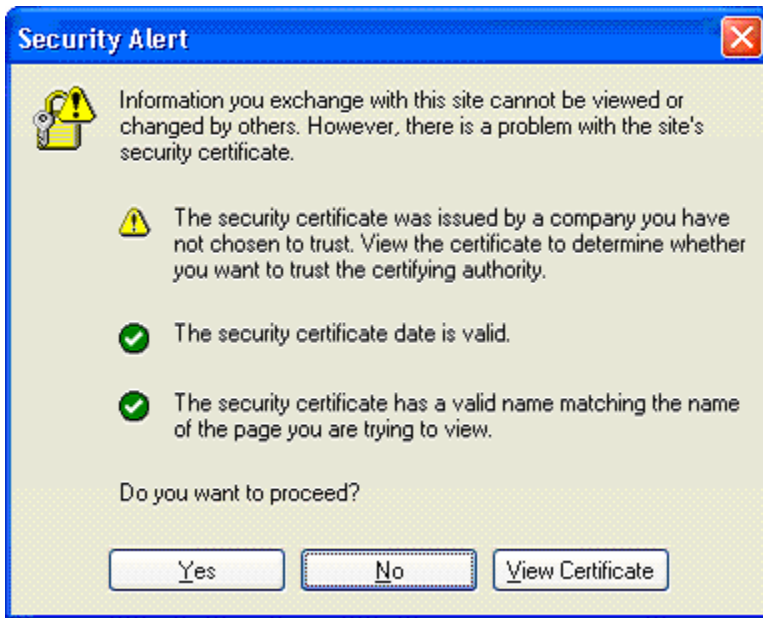 Security Alert
Information you exchange with this site cannot be viewed or
changed by others. However, there is a problem with the site's
security certificate.
The security certificate was issued by a company you have
not chosen to trust. View the certificate to determine whether
you want to trust the certifying authority.
The security certificate date is valid.
The security certificate has a valid name matching the name
of the page you are trying to view.
Do you want to proceed?
Yes No View Certificate